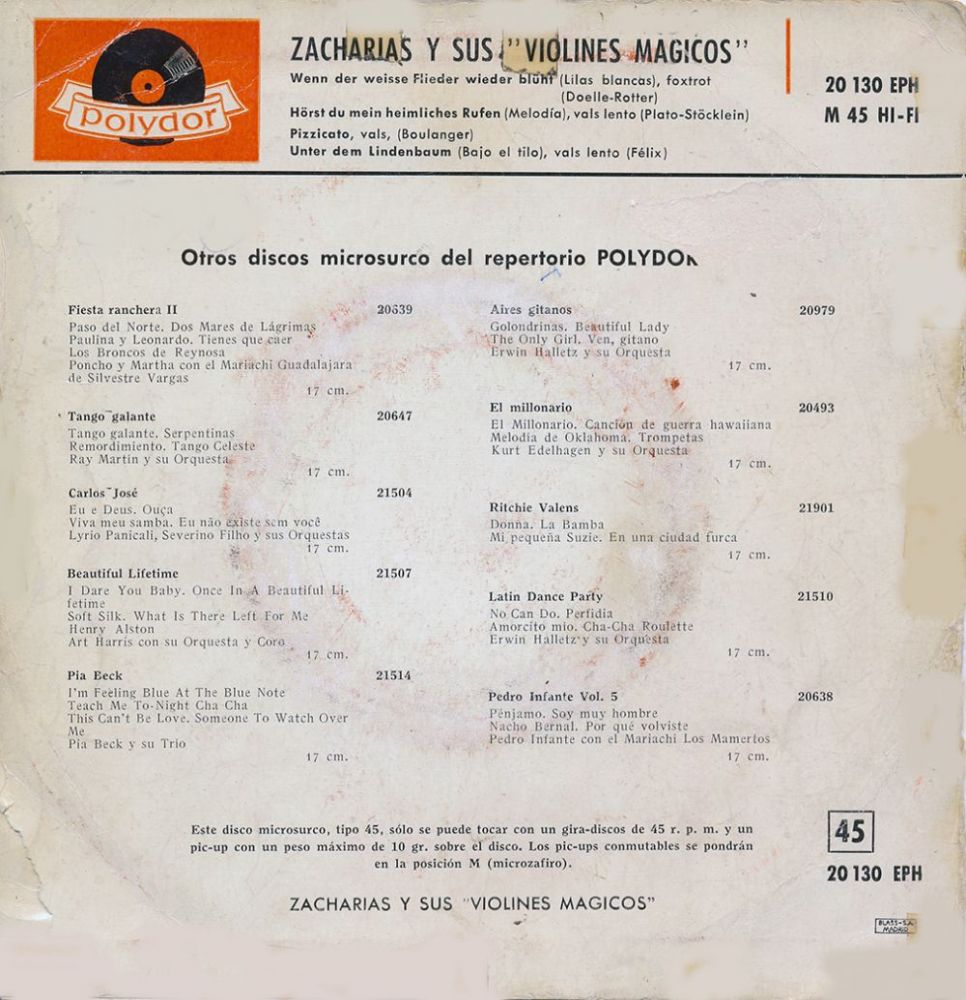 polydor
ZACHARIAS Y SUS "VIOLINES MAGICOS"
Wenn der weisse Flieder wieder blüht (Lilas blancas), foxtrot
(Doelle-Rotter)
Hörst du mein heimliches Rufen (Melodía), vals lento (Plato-Stöcklein)
Pizzicato, vals, (Boulanger)
Unter dem Lindenbaum (Bajo el tilo), vals lento (Félix)
20 130 EPH
M 45 HI-FI
Otros discos microsurco del repertorio POLYDOR
Fiesta ranchera II 20639
Paso del Norte. Dos Mares de Lágrimas
Paulina y Leonardo. Tienes que caer
Los Broncos de Reynosa
Poncho y Martha con el Mariachi Guadalajara
de Silvestre Vargas
17 cm.
Tango galante 20647
Tango galante. Serpentinas
Remordimiento. Tango Celeste
Ray Martin y su Orquesta
17 cm.
Carlos José 21504
Eu e Deus. Ouça
Viva meu samba. Eu não existe sem você
Lyrio Panicali, Severino Filho y sus Orquestas
17 cm.
Beautiful Lifetime 21507
I Dare You Baby. Once In A Beautiful Li-
fetime
Soft Silk. What Is There Left For Me
Henry Alston
Art Harris con su Orquesta y Coro
17 cm.
Pia Beck 21514
I'm Feeling Blue At The Blue Note
Teach Me To-Night Cha Cha
This Can't Be Love. Someone To Watch Over
Me
Pia Beck y su Trio
17 cm.
Aires gitanos 20979
Golondrinas. Beautiful Lady
The Only Girl. Ven, gitano
Erwin Halletz y su Orquesta
17 cm.
El millonario 20493
El Millonario. Canción de guerra hawaiiana
Melodía de Oklahoma. Trompetas
Kurt Edelhagen y su Orquesta
17 cm.
Ritchie Valens 21901
Donna. La Bamba
Mi pequeña Suzie. En una ciudad furca
17 cm.
Latin Dance Party 21510
No Can Do. Perfidia
Amorcito mio. Cha-Cha Roulette
Erwin Halletz y su Orquesta
17 cm.
Pedro Infante Vol. 5 20638
Pénjamo. Soy muy hombre
Nacho Bernal. Por qué volviste
Pedro Infante con el Mariachi Los Mamertos
17 cm.
Este disco microsurco, tipo 45, sólo se puede tocar con un gira-discos de 45 r. p. m. y un
pic-up con un peso máximo de 10 gr. sobre el disco. Los pic-ups conmutables se pondrán
en la posición M (microzafiro).
ZACHARIAS Y SUS "VIOLINES MAGICOS"
45
20 130 EPH
BLASS-S.A.
MADRID